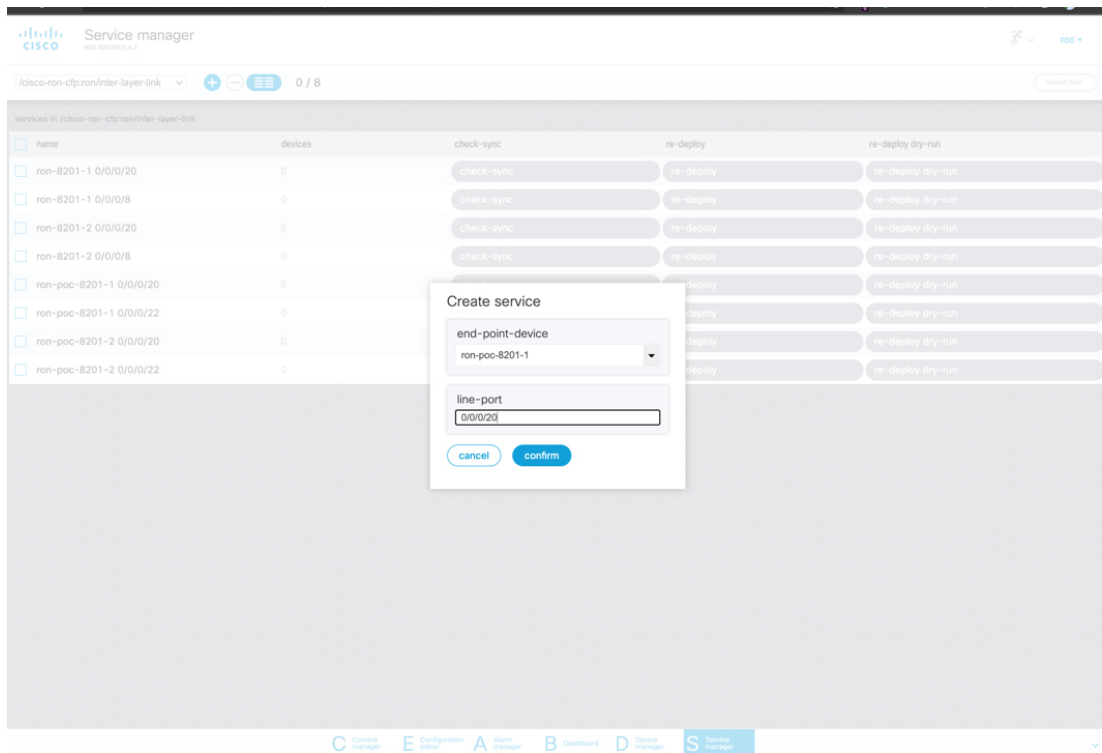 CISCO
Service manager
NSO VERSION 5.4.2
nso
/cisco-ron-cfp:ron/inter-layer-link
0 / 8
services in /cisco-ron-cfp:ron/inter-layer-link
name devices check-sync re-deploy re-deploy dry-run
ron-8201-1 0/0/0/20 0 check-sync re-deploy re-deploy dry-run
ron-8201-1 0/0/0/8 0 check-sync re-deploy re-deploy dry-run
ron-8201-2 0/0/0/20 0 check-sync re-deploy re-deploy dry-run
ron-8201-2 0/0/0/8 0 check-sync re-deploy re-deploy dry-run
ron-poc-8201-1 0/0/0/20 0 deploy re-deploy dry-run
ron-poc-8201-1 0/0/0/22 0 deploy re-deploy dry-run
ron-poc-8201-2 0/0/0/20 0 deploy re-deploy dry-run
ron-poc-8201-2 0/0/0/22 0 deploy re-deploy dry-run
Create service
end-point-device
ron-poc-8201-1
line-port
0/0/0/20
cancel confirm
C Commit manager
E Configuration editor
A Alarm manager
B Dashboard
D Device manager
S Service manager